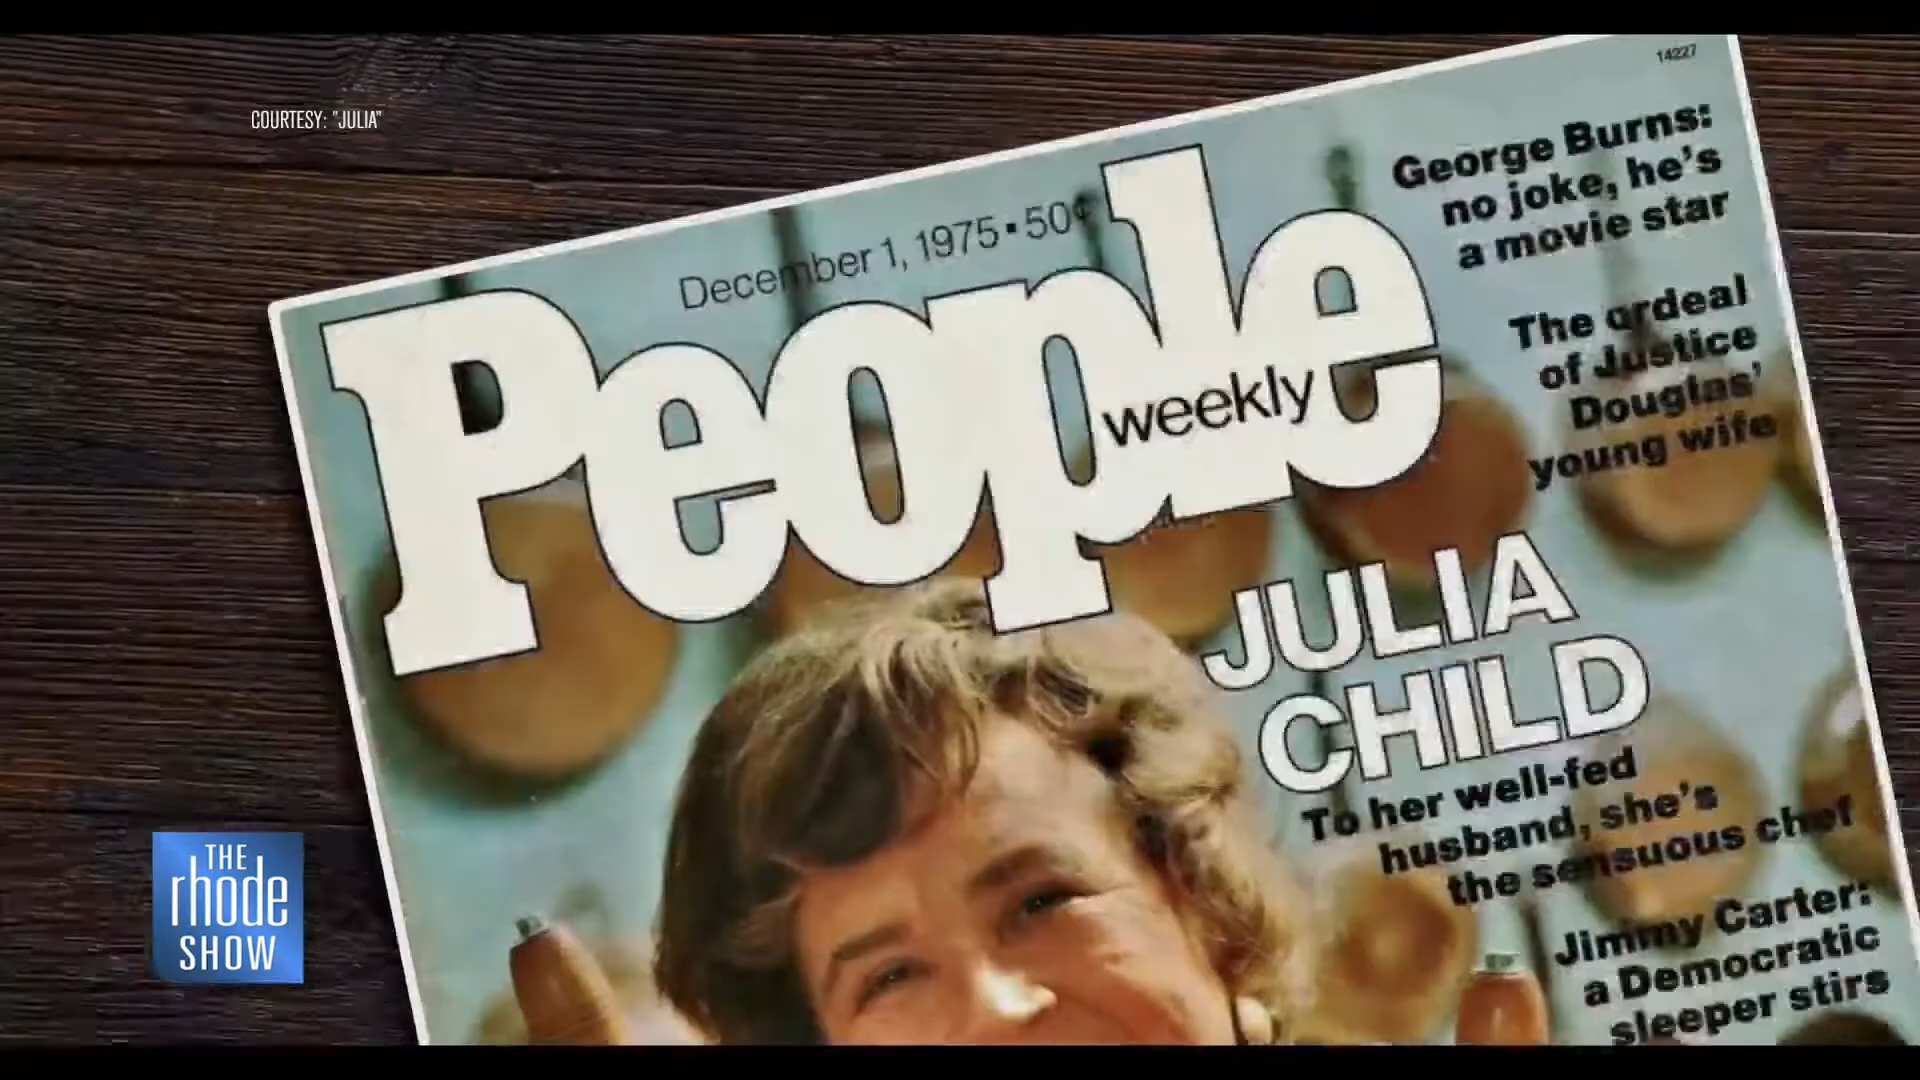 14227
COURTESY: "JULIA"
George Burns:
no joke, he's
a movie star
December 1, 1975 · 50¢
People
weekly
The ordeal
of Justice
Douglas'
young wife
JULIA
CHILD
To her well-fed
husband, she's
the sensuous chef
Jimmy Carter:
a Democratic
sleeper stirs
THE
rhode
SHOW